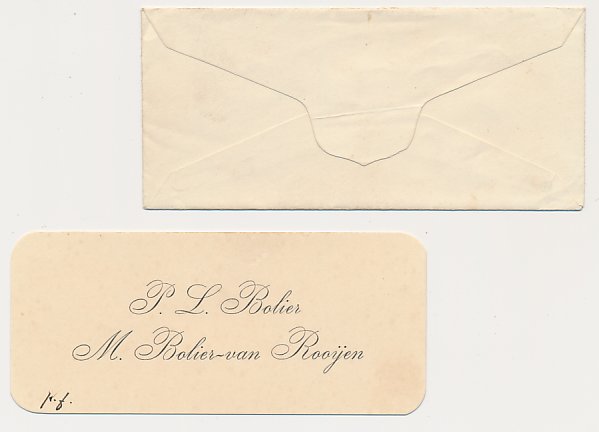 P. L. Bolier
M. Bolier-van Rooijen
p.f.